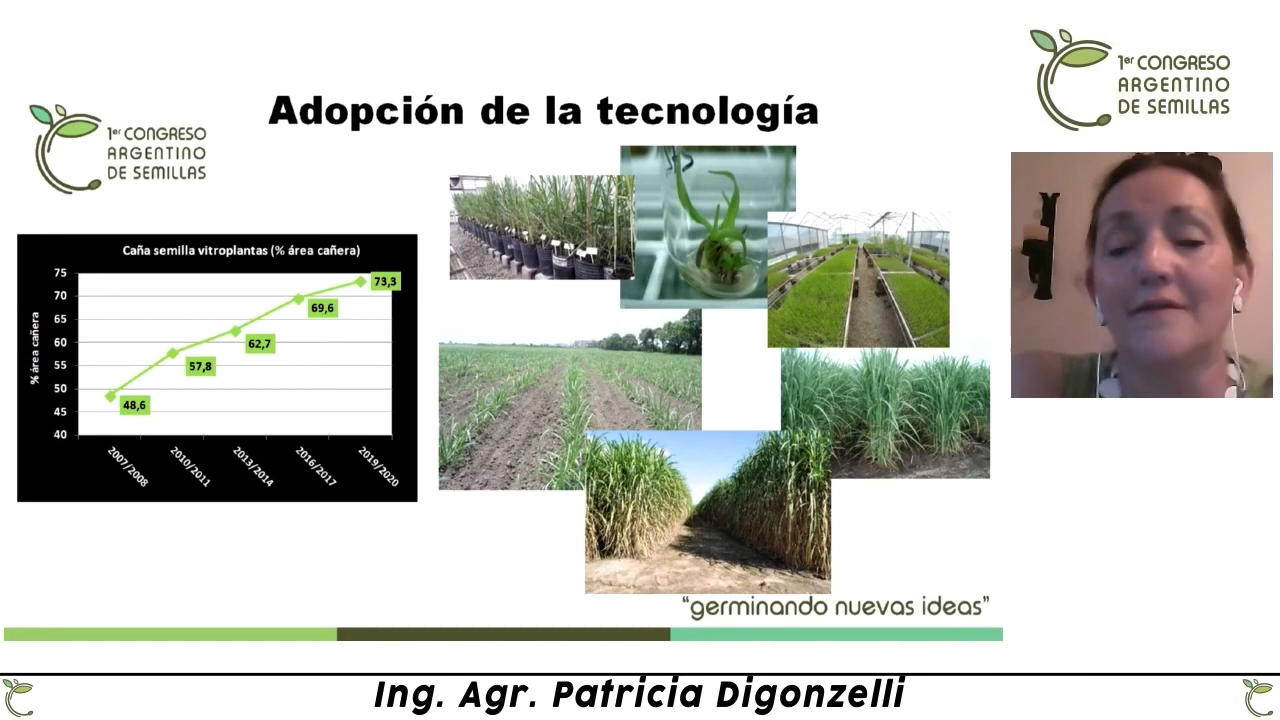 Adopción de la tecnología
1er CONGRESO
ARGENTINO
DE SEMILLAS
1er CONGRESO
ARGENTINO
DE SEMILLAS
Caña semilla vitroplantas (% área cañera)
% área cañera
75
70
65
60
55
50
45
40
48,6
57,8
62,7
69,6
73,3
2007/2008
2010/2011
2013/2014
2016/2017
2019/2020
“germinando nuevas ideas”
Ing. Agr. Patricia Digonzelli